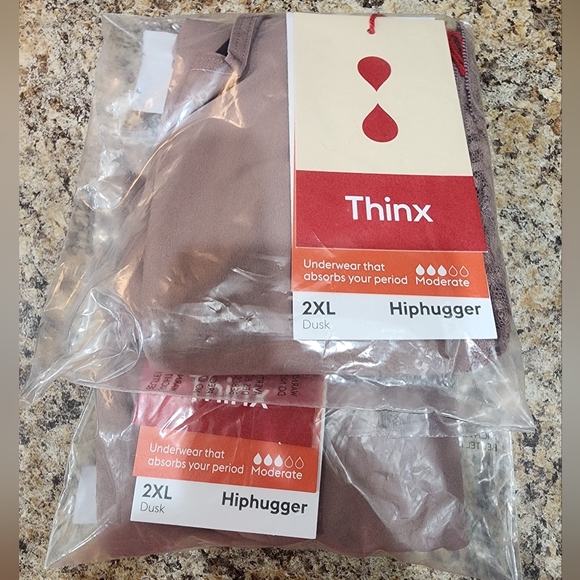 Thinx
Underwear that
absorbs your period Moderate
2XL Hiphugger
Dusk
Underwear that
absorbs your period Moderate
2XL Hiphugger
Dusk